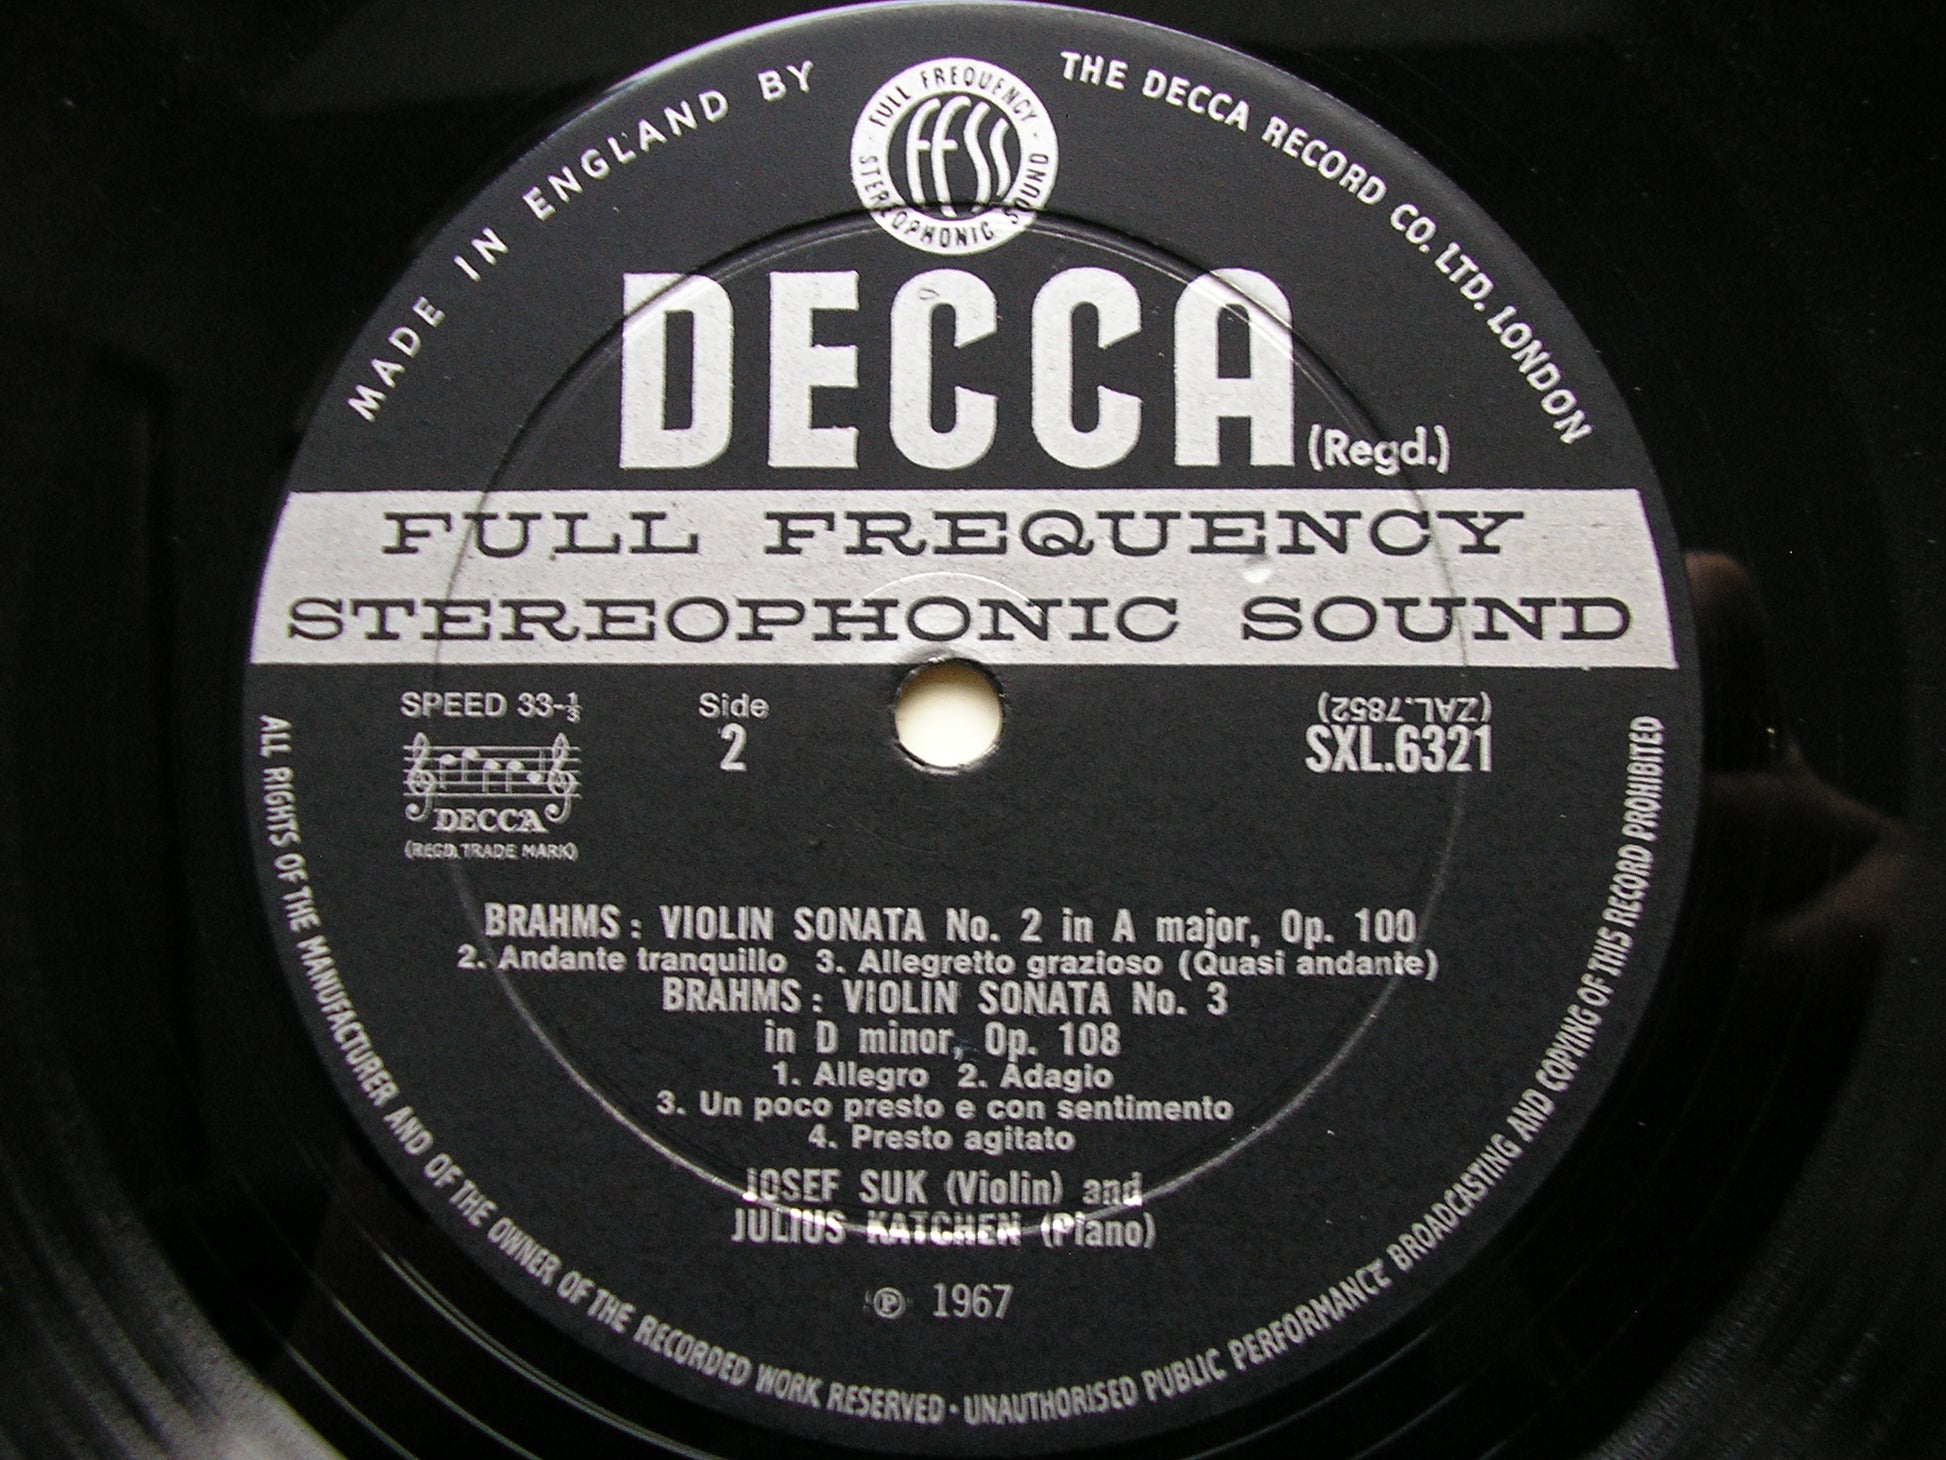 MADE IN ENGLAND BY
THE DECCA RECORD CO. LTD. LONDON
FULL FREQUENCY
STEREOPHONIC SOUND
FFSS
DECCA
(Regd.)
FULL FREQUENCY
STEREOPHONIC SOUND
SPEED 33-⅓
Side
2
(ZAL.7852)
SXL.6321
DECCA
(REGD. TRADE MARK)
BRAHMS : VIOLIN SONATA No. 2 in A major, Op. 100
2. Andante tranquillo 3. Allegretto grazioso (Quasi andante)
BRAHMS : VIOLIN SONATA No. 3
in D minor, Op. 108
1. Allegro 2. Adagio
3. Un poco presto e con sentimento
4. Presto agitato
JOSEF SUK (Violin) and
JULIUS KATCHEN (Piano)
℗ 1967
ALL RIGHTS OF THE MANUFACTURER AND OF THE OWNER OF THE RECORDED WORK RESERVED · UNAUTHORISED PUBLIC PERFORMANCE BROADCASTING AND COPYING OF THIS RECORD PROHIBITED